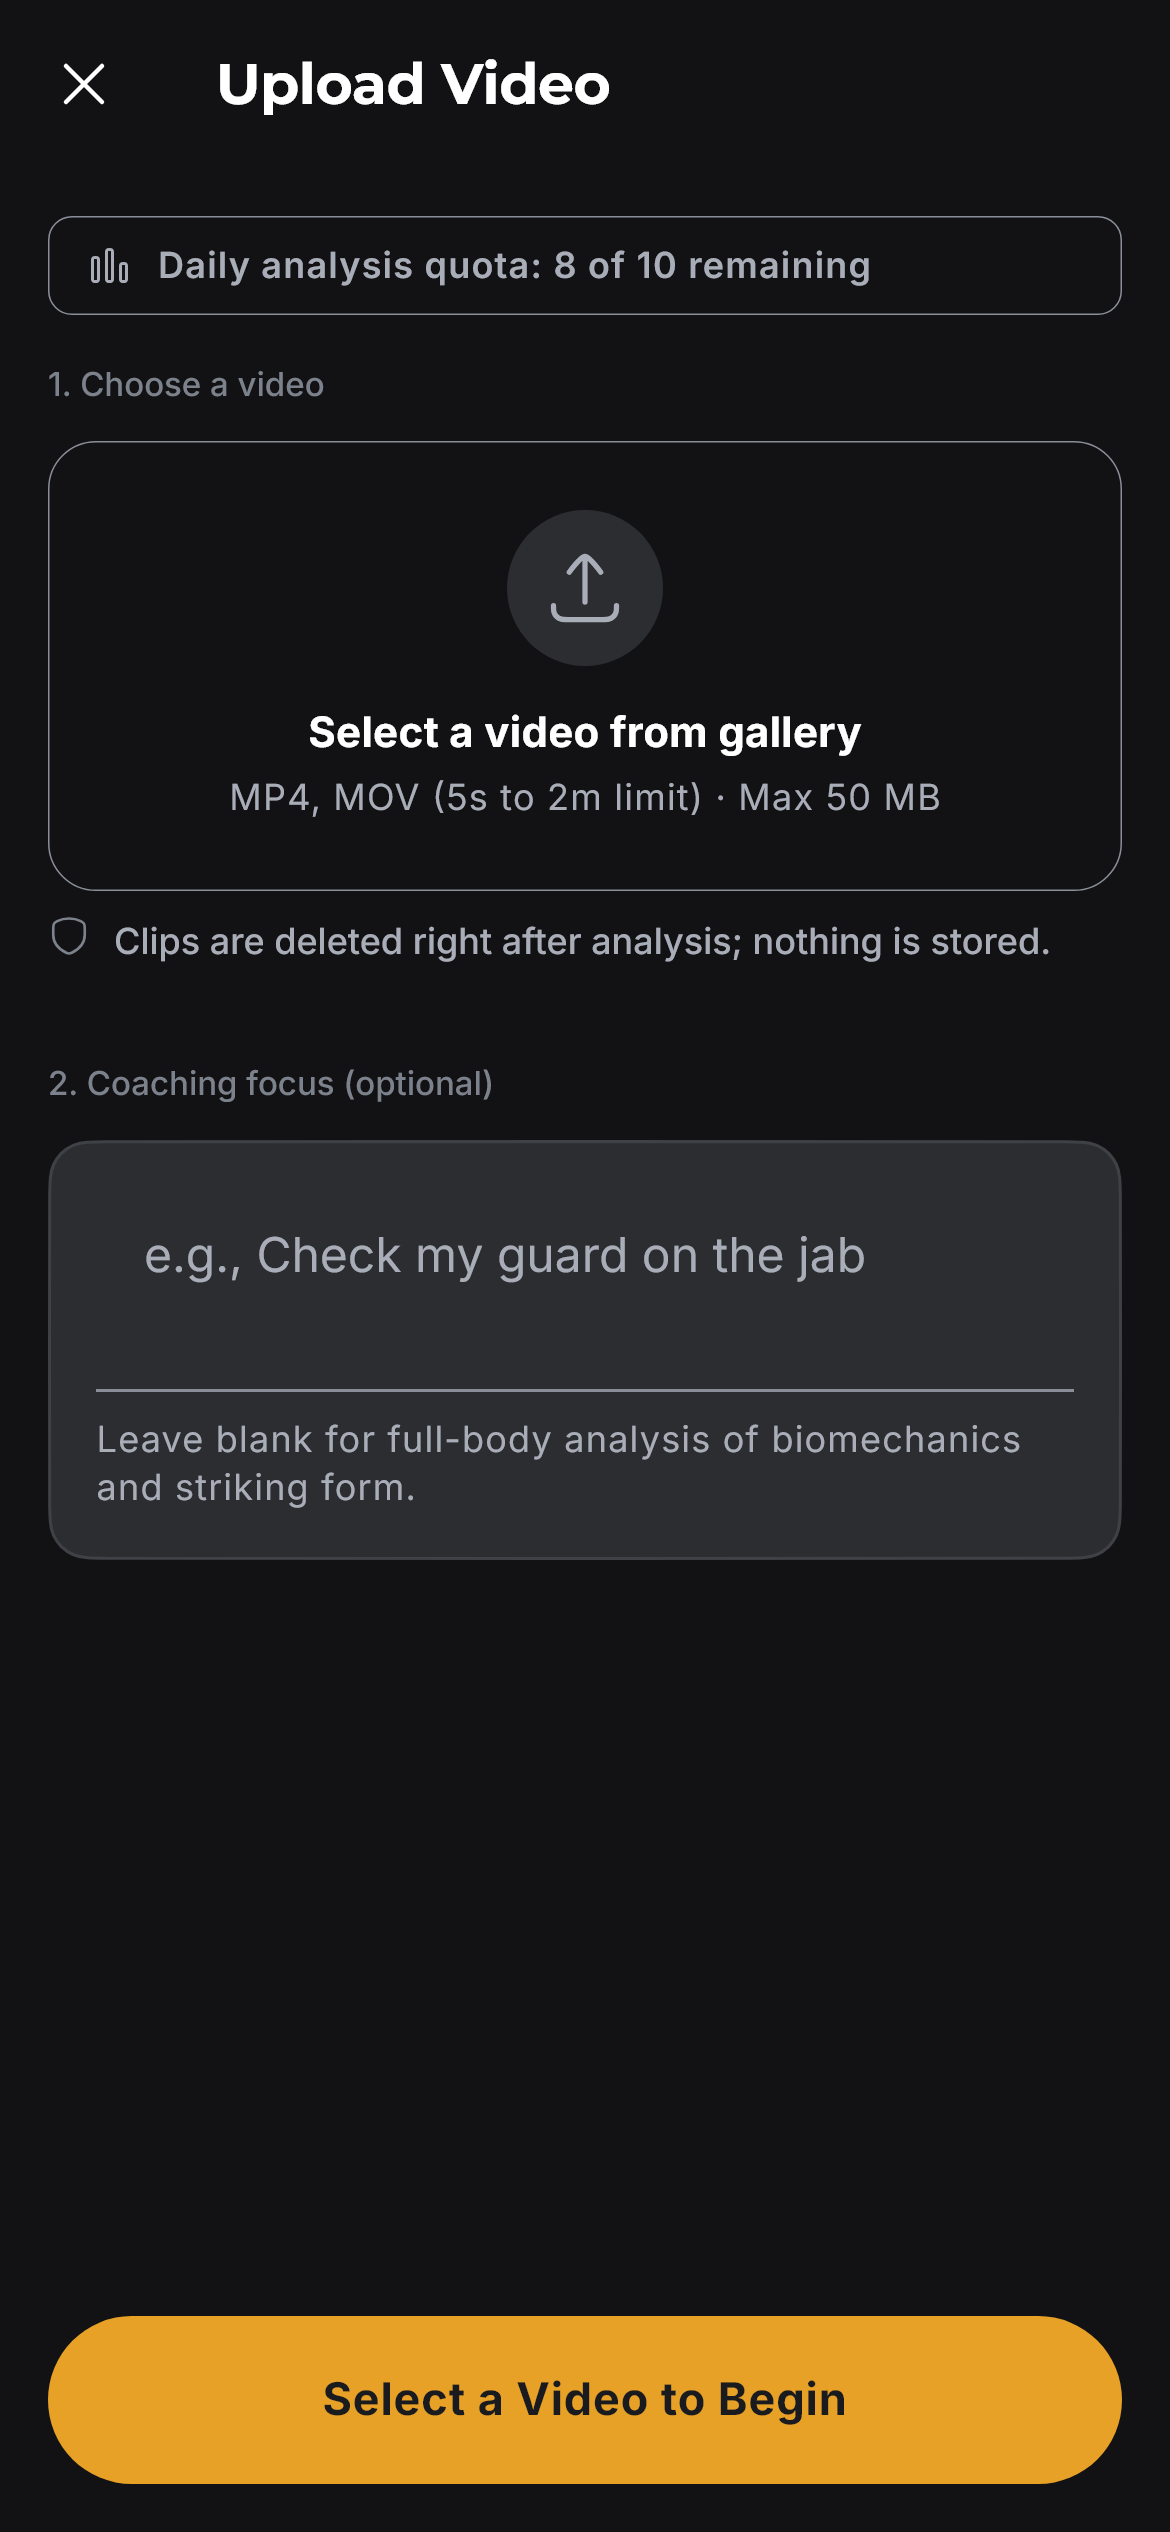 Upload Video
Daily analysis quota: 8 of 10 remaining
1. Choose a video
Select a video from gallery
MP4, MOV (5s to 2m limit) · Max 50 MB
Clips are deleted right after analysis; nothing is stored.
2. Coaching focus (optional)
e.g., Check my guard on the jab
Leave blank for full-body analysis of biomechanics
and striking form.
Select a Video to Begin